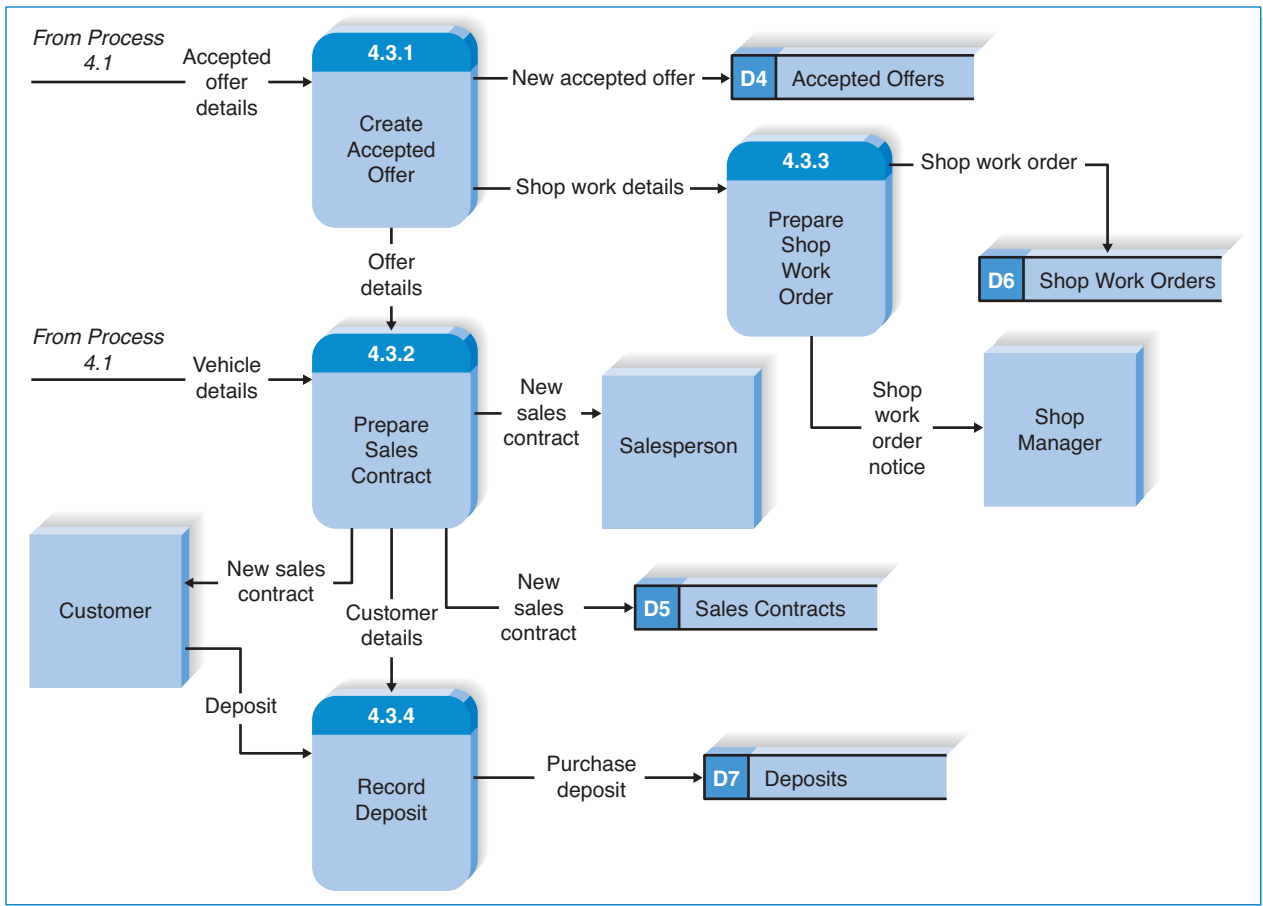 From Process
4.1
Accepted
offer
details
4.3.1
Create
Accepted
Offer
New accepted offer
D4
Accepted Offers
Shop work details
4.3.3
Prepare
Shop
Work
Order
Shop work order
D6
Shop Work Orders
Offer
details
From Process
4.1
Vehicle
details
4.3.2
Prepare
Sales
Contract
New
sales
contract
Salesperson
Shop
work
order
notice
Shop
Manager
Customer
New sales
contract
Customer
details
New
sales
contract
D5
Sales Contracts
Deposit
4.3.4
Record
Deposit
Purchase
deposit
D7
Deposits